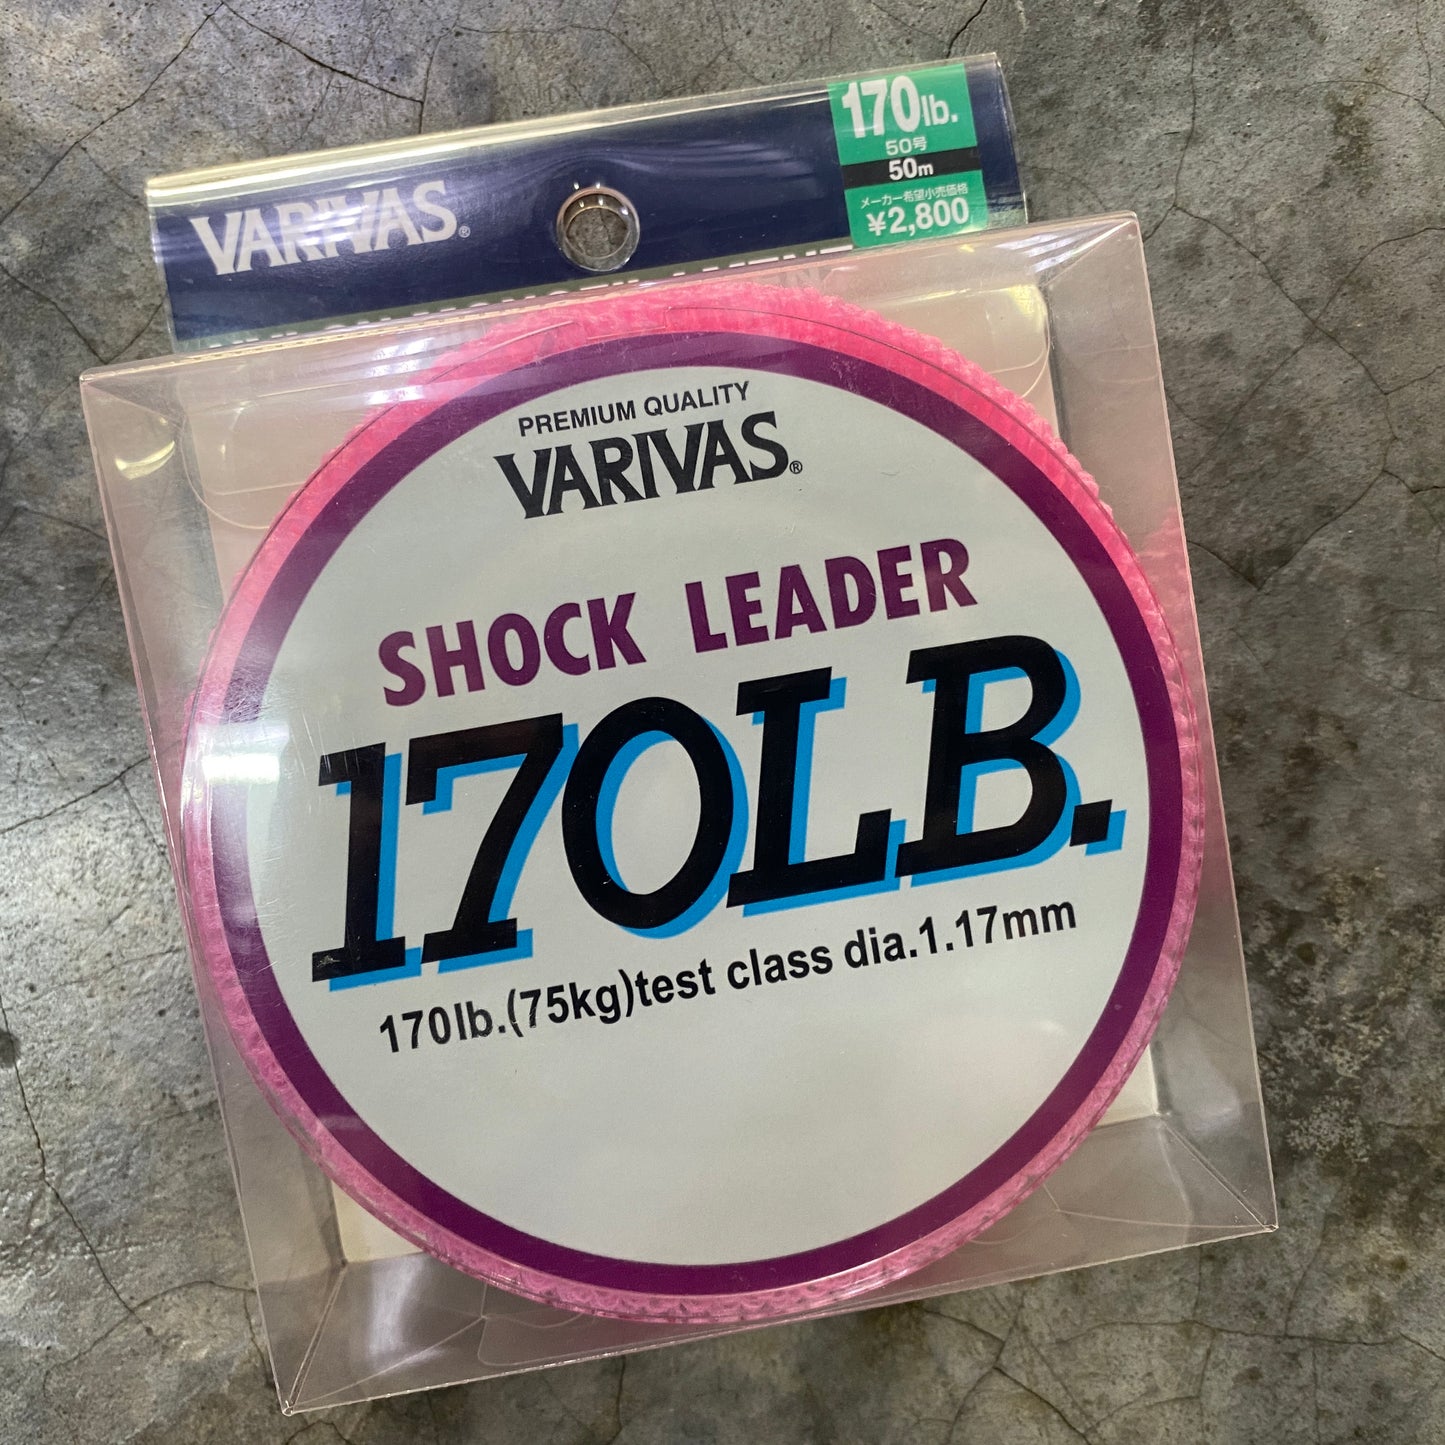 170lb.
50号
50m
メーカー希望小売価格
¥2,800
VARIVAS®
PREMIUM QUALITY
VARIVAS®
SHOCK LEADER
170LB.
170lb.(75kg)test class dia.1.17mm